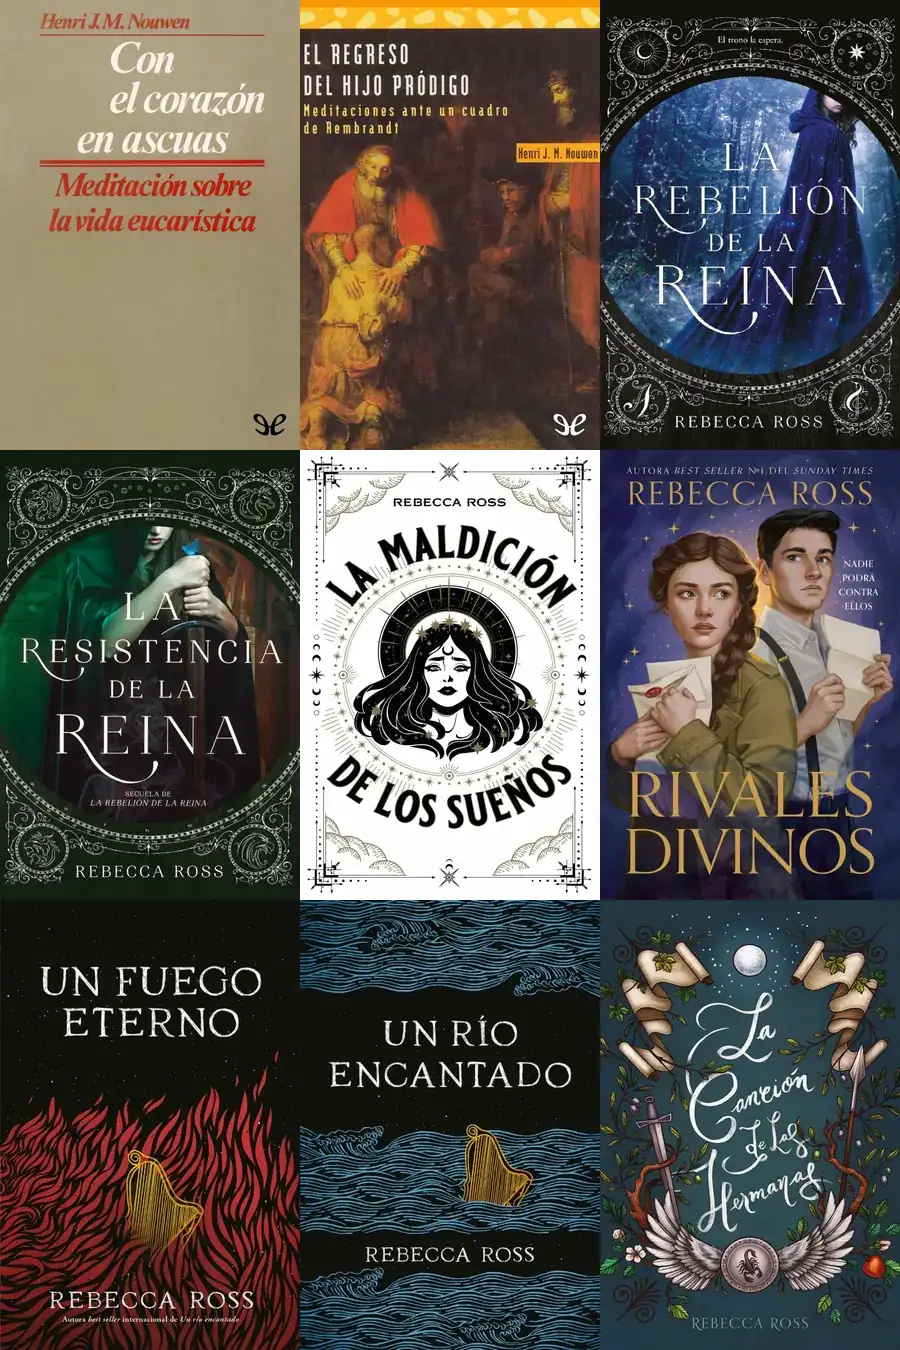 Henri J. M. Nouwen
Con
el corazón
en ascuas
Meditación sobre
la vida eucarística
EL REGRESO
DEL HIJO PRÓDIGO
Meditaciones ante un cuadro
de Rembrandt
Henri J. M. Nouwen
El trono la espera.
LA
REBELIÓN
DE LA
REINA
REBECCA ROSS
LA
RESISTENCIA
DE LA
REINA
SECUELA DE
LA REBELIÓN DE LA REINA
REBECCA ROSS
REBECCA ROSS
LA MALDICIÓN
DE LOS SUEÑOS
AUTORA BEST SELLER Nº1 DEL SUNDAY TIMES
REBECCA ROSS
NADIE
PODRÁ
CONTRA
ELLOS
RIVALES
DIVINOS
UN FUEGO
ETERNO
REBECCA ROSS
Autora best seller internacional de Un río encantado
UN RÍO
ENCANTADO
REBECCA ROSS
La
Canción
de Las
Hermanas
REBECCA ROSS